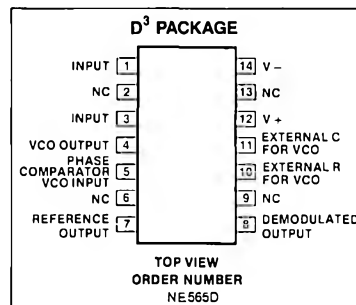 D³ PACKAGE
INPUT 1
NC 2
INPUT 3
VCO OUTPUT 4
PHASE
COMPARATOR 5
VCO INPUT
NC 6
REFERENCE 7
OUTPUT
14 V –
13 NC
12 V +
11 EXTERNAL C
FOR VCO
10 EXTERNAL R
FOR VCO
9 NC
8 DEMODULATED
OUTPUT
TOP VIEW
ORDER NUMBER
NE565D